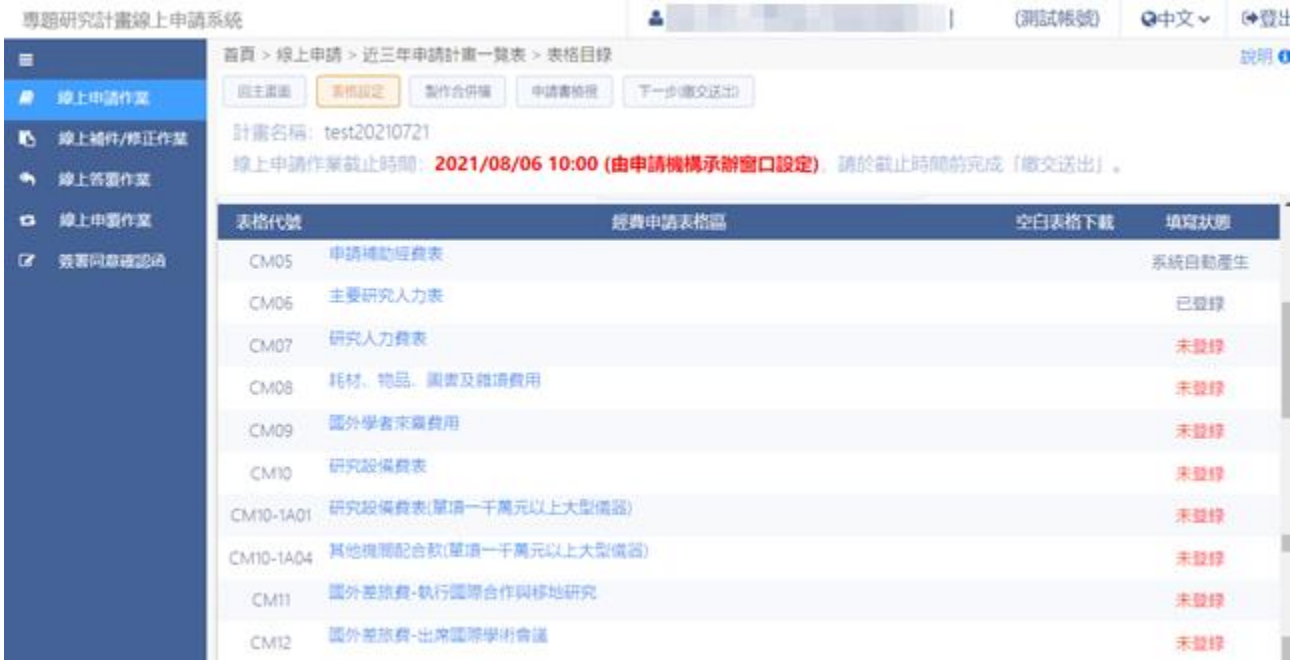 專題研究計畫線上申請系統
(測試帳號) 中文 登出
首頁 > 線上申請 > 近三年申請計畫一覽表 > 表格目錄 說明
回主畫面 表格設定 製作合併檔 申請書檢視 下一步(繳交送出)
線上申請作業
線上補件/修正作業
線上答覆作業
線上申覆作業
簽署同意確認函
計畫名稱: test20210721
線上申請作業截止時間: 2021/08/06 10:00 (由申請機構承辦窗口設定), 請於截止時間前完成「繳交送出」。
表格代號 經費申請表格區 空白表格下載 填寫狀態
CM05 申請補助經費表 系統自動產生
CM06 主要研究人力表 已登錄
CM07 研究人力費表 未登錄
CM08 耗材、物品、圖書及雜項費用 未登錄
CM09 國外學者來臺費用 未登錄
CM10 研究設備費表 未登錄
CM10-1A01 研究設備費表(單項一千萬元以上大型儀器) 未登錄
CM10-1A04 其他機關配合款(單項一千萬元以上大型儀器) 未登錄
CM11 國外差旅費-執行國際合作與移地研究 未登錄
CM12 國外差旅費-出席國際學術會議 未登錄